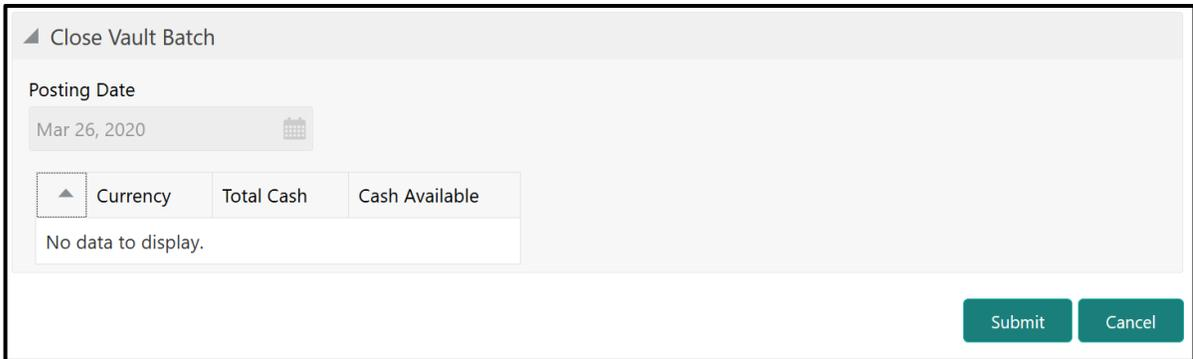 Close Vault Batch
Posting Date
Mar 26, 2020
Currency Total Cash Cash Available
No data to display.
Submit Cancel